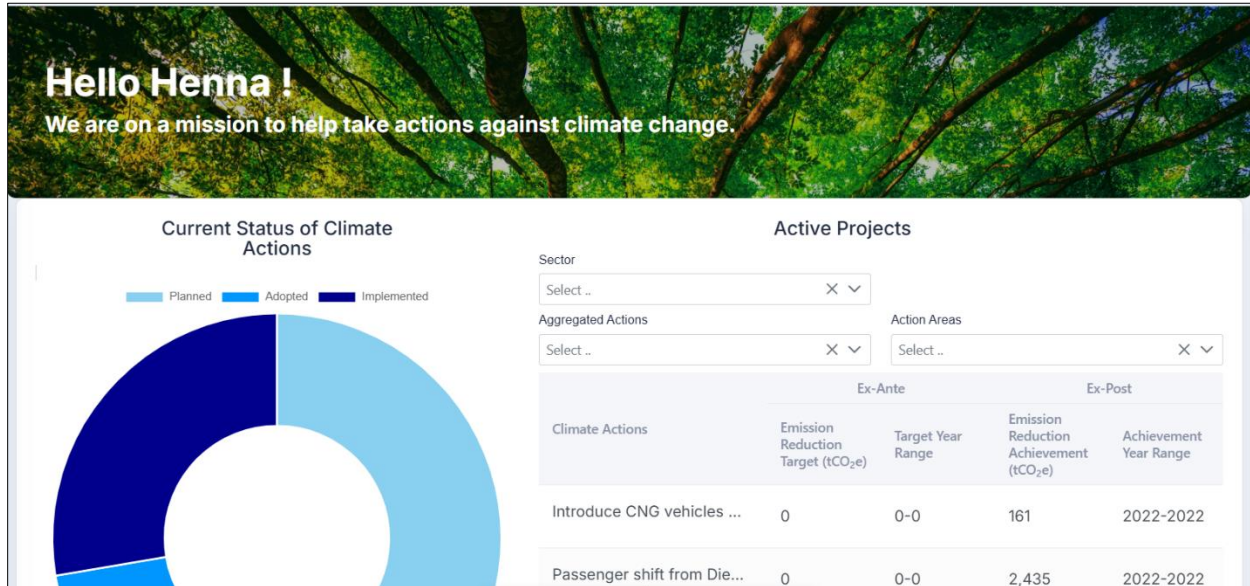 Hello Henna !
We are on a mission to help take actions against climate change.
Current Status of Climate
Actions
Planned Adopted Implemented
Active Projects
Sector
Select ..
Aggregated Actions Action Areas
Select .. Select ..
Ex-Ante Ex-Post
Climate Actions
Emission
Reduction
Target (tCO₂e)
Target Year
Range
Emission
Reduction
Achievement
(tCO₂e)
Achievement
Year Range
Introduce CNG vehicles ... 0 0-0 161 2022-2022
Passenger shift from Die... 0 0-0 2,435 2022-2022